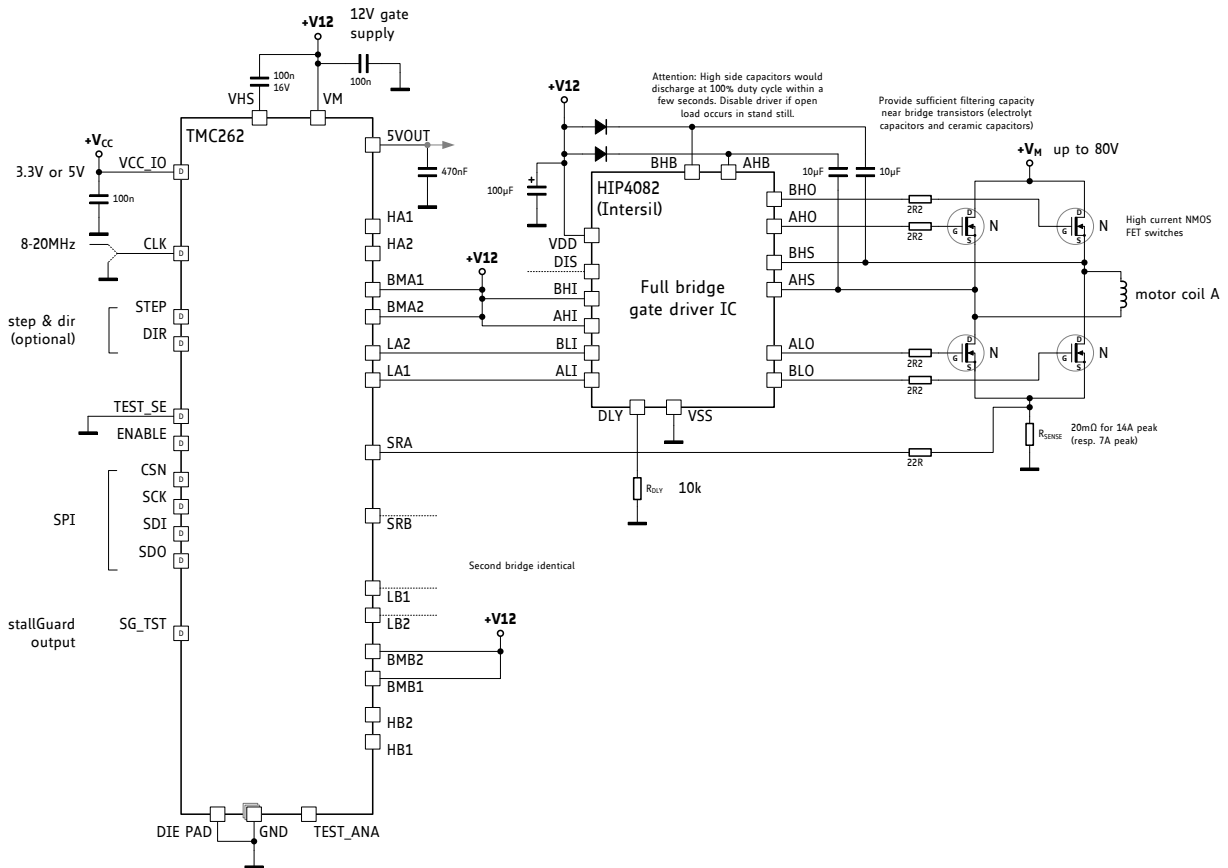 +V12
12V gate
supply
100n
16V
100n
VHS
VM
TMC262
+VCC
VCC_IO
3.3V or 5V
100n
8-20MHz
CLK
STEP
step & dir
(optional)
DIR
TEST_SE
ENABLE
CSN
SCK
SPI
SDI
SDO
stallGuard
output
SG_TST
D
D
D
D
D
D
D
D
D
D
D
5VOUT
470nF
HA1
HA2
BMA1
BMA2
LA2
LA1
SRA
SRB
LB1
LB2
BMB2
BMB1
HB2
HB1
DIE PAD
GND
TEST_ANA
+V12
+V12
Second bridge identical
+V12
Attention: High side capacitors would
discharge at 100% duty cycle within a
few seconds. Disable driver if open
load occurs in stand still.
Provide sufficient filtering capacity
near bridge transistors (electrolyt
capacitors and ceramic capacitors)
+
100µF
BHB
AHB
10µF
10µF
HIP4082
(Intersil)
Full bridge
gate driver IC
VDD
DIS
BHI
AHI
BLI
ALI
DLY
VSS
RDLY
10k
BHO
AHO
BHS
AHS
ALO
BLO
2R2
2R2
2R2
2R2
22R
+VM up to 80V
D
G
S
N
D
G
S
N
High current NMOS
FET switches
motor coil A
D
G
S
N
D
G
S
N
RSENSE
20mΩ for 14A peak
(resp. 7A peak)